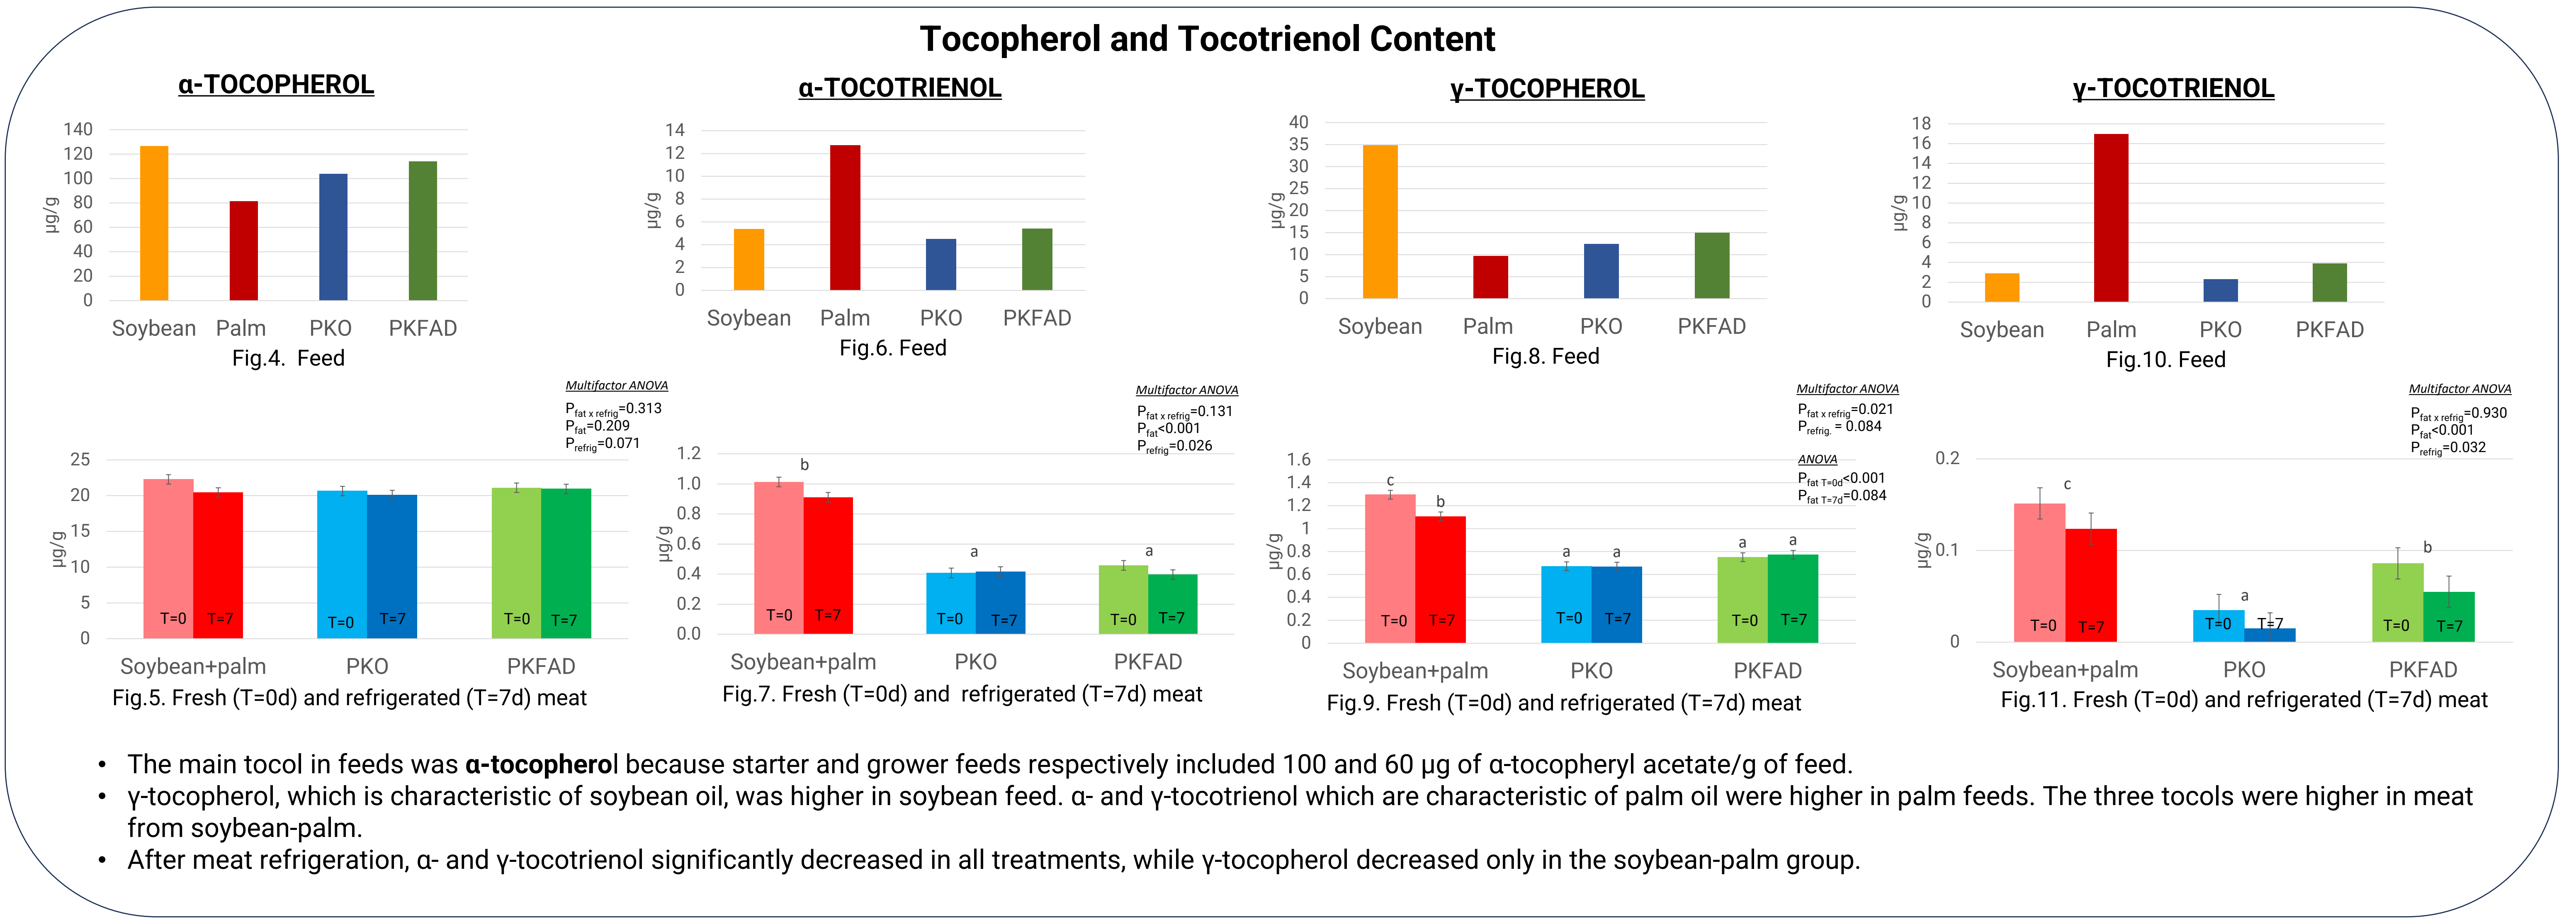 Tocopherol and Tocotrienol Content
α-TOCOPHEROL
140
120
100
80
60
40
20
0
µg/g
Soybean Palm PKO PKFAD
Fig.4. Feed
α-TOCOTRIENOL
14
12
10
8
6
4
2
0
µg/g
Soybean Palm PKO PKFAD
Fig.6. Feed
γ-TOCOPHEROL
40
35
30
25
20
15
10
5
0
µg/g
Soybean Palm PKO PKFAD
Fig.8. Feed
γ-TOCOTRIENOL
18
16
14
12
10
8
6
4
2
0
µg/g
Soybean Palm PKO PKFAD
Fig.10. Feed
Multifactor ANOVA
Pfat x refrig=0.313
Pfat=0.209
Prefrig=0.071
25
20
15
10
5
0
µg/g
T=0 T=7 T=0 T=7 T=0 T=7
Soybean+palm PKO PKFAD
Fig.5. Fresh (T=0d) and refrigerated (T=7d) meat
Multifactor ANOVA
Pfat x refrig=0.131
Pfat<0.001
Prefrig=0.026
1.2
1.0
0.8
0.6
0.4
0.2
0.0
µg/g
b a a
T=0 T=7 T=0 T=7 T=0 T=7
Soybean+palm PKO PKFAD
Fig.7. Fresh (T=0d) and refrigerated (T=7d) meat
Multifactor ANOVA
Pfat x refrig=0.021
Prefrig. = 0.084
ANOVA
Pfat T=0d<0.001
Pfat T=7d=0.084
1.6
1.4
1.2
1
0.8
0.6
0.4
0.2
0
µg/g
c b a a a a
T=0 T=7 T=0 T=7 T=0 T=7
Soybean+palm PKO PKFAD
Fig.9. Fresh (T=0d) and refrigerated (T=7d) meat
Multifactor ANOVA
Pfat x refrig=0.930
Pfat<0.001
Prefrig=0.032
0.2
0.1
0
µg/g
c a b
T=0 T=7 T=0 T=7 T=0 T=7
Soybean+palm PKO PKFAD
Fig.11. Fresh (T=0d) and refrigerated (T=7d) meat
• The main tocol in feeds was α-tocopherol because starter and grower feeds respectively included 100 and 60 µg of α-tocopheryl acetate/g of feed.
• γ-tocopherol, which is characteristic of soybean oil, was higher in soybean feed. α- and γ-tocotrienol which are characteristic of palm oil were higher in palm feeds. The three tocols were higher in meat
from soybean-palm.
• After meat refrigeration, α- and γ-tocotrienol significantly decreased in all treatments, while γ-tocopherol decreased only in the soybean-palm group.